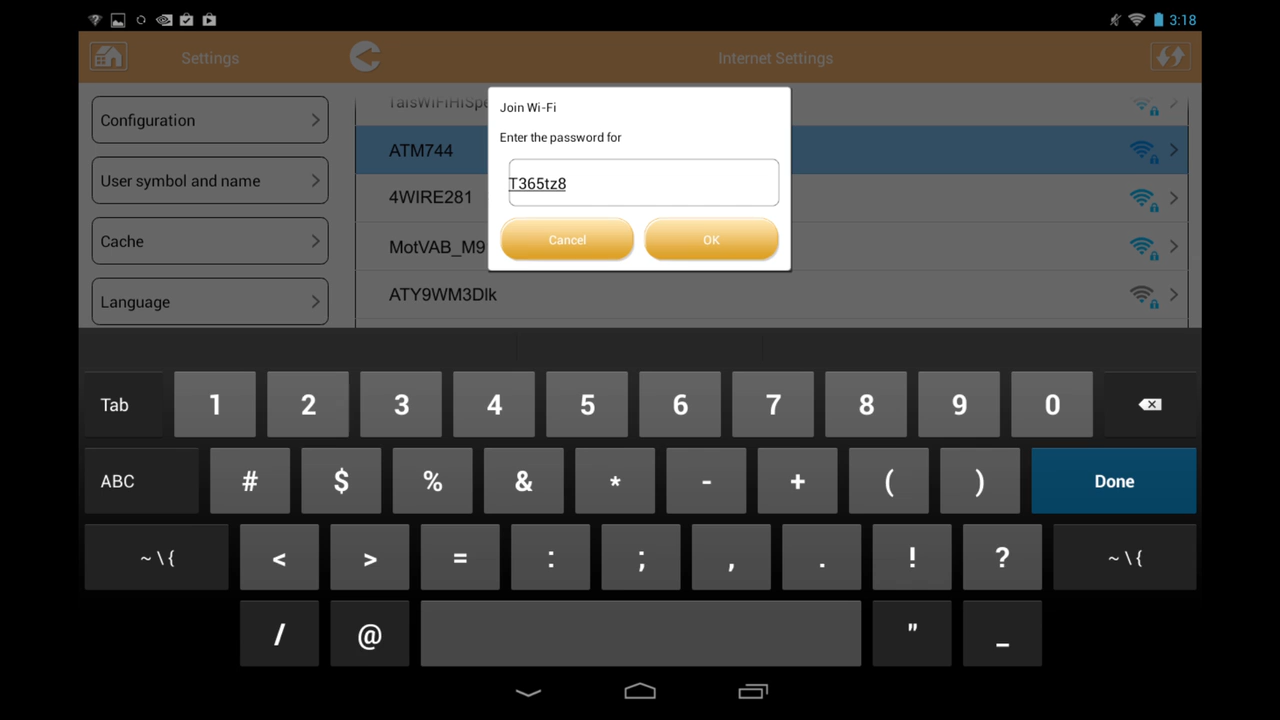 3:18
Settings
Internet Settings
Join Wi-Fi
Enter the password for
T365tz8
Cancel
OK
Configuration
User symbol and name
Cache
Language
ATM744
4WIRE281
MotVAB_M9
ATY9WM3Dlk
Tab 1 2 3 4 5 6 7 8 9 0
ABC # $ % & * - + ( ) Done
~ \ { < > = : ; , . ! ? ~ \ {
/ @ " _